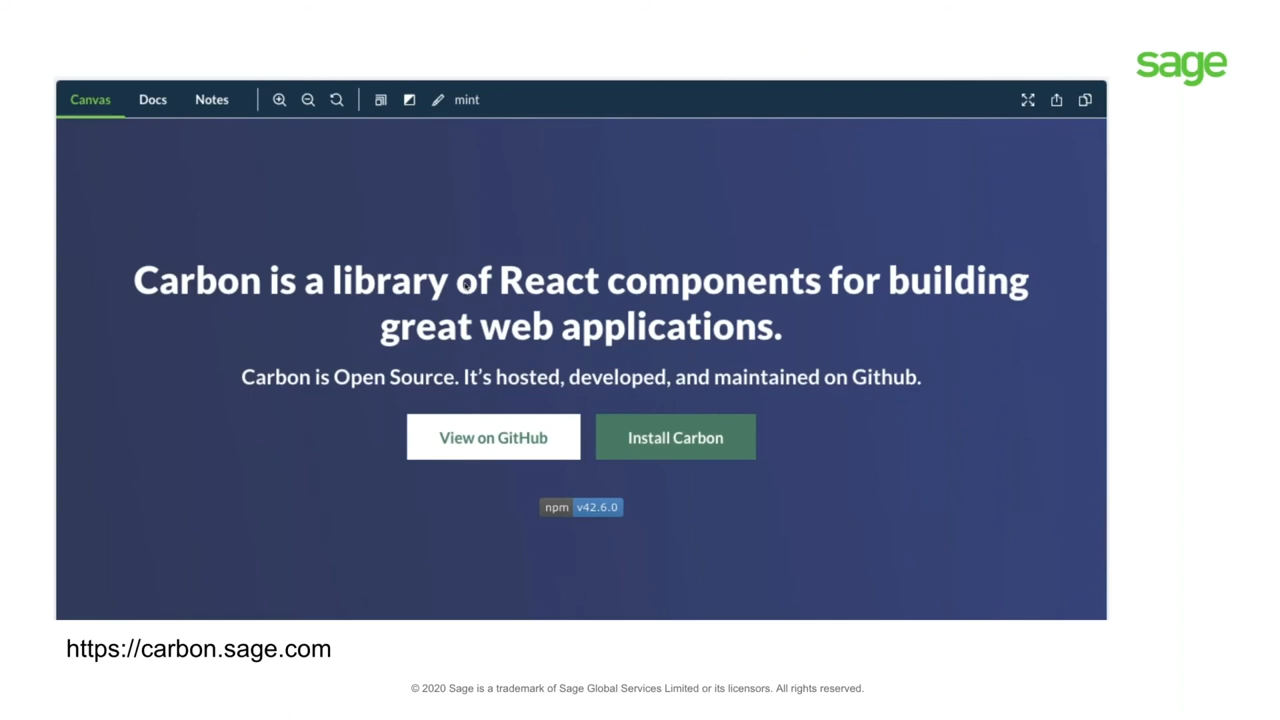 sage
Canvas Docs Notes mint
Carbon is a library of React components for building
great web applications.
Carbon is Open Source. It’s hosted, developed, and maintained on Github.
View on GitHub Install Carbon
npm v42.6.0
https://carbon.sage.com
© 2020 Sage is a trademark of Sage Global Services Limited or its licensors. All rights reserved.